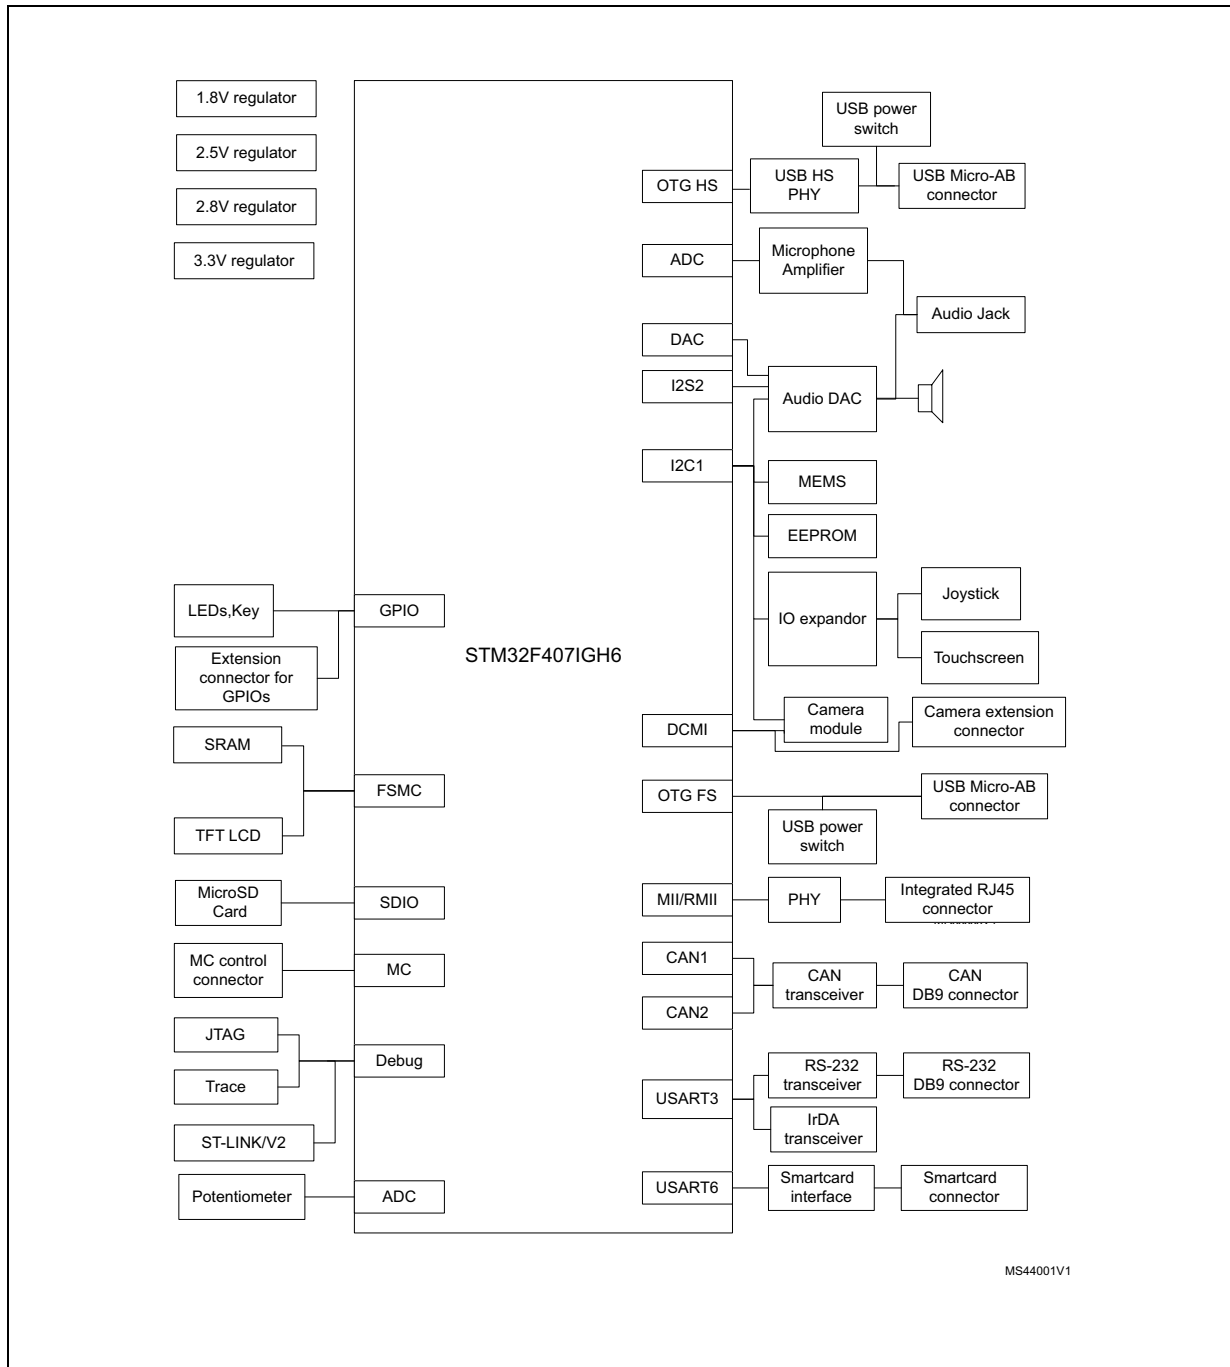 1.8V regulator
2.5V regulator
2.8V regulator
3.3V regulator
LEDs,Key
Extension
connector for
GPIOs
SRAM
TFT LCD
MicroSD
Card
MC control
connector
JTAG
Trace
ST-LINK/V2
Potentiometer
GPIO
FSMC
SDIO
MC
Debug
ADC
STM32F407IGH6
OTG HS
ADC
DAC
I2S2
I2C1
DCMI
OTG FS
MII/RMII
CAN1
CAN2
USART3
USART6
USB power
switch
USB HS
PHY
USB Micro-AB
connector
Microphone
Amplifier
Audio Jack
Audio DAC
MEMS
EEPROM
IO expandor
Joystick
Touchscreen
Camera
module
Camera extension
connector
USB Micro-AB
connector
USB power
switch
PHY
Integrated RJ45
connector
CAN
transceiver
CAN
DB9 connector
RS-232
transceiver
RS-232
DB9 connector
IrDA
transceiver
Smartcard
interface
Smartcard
connector
MS44001V1